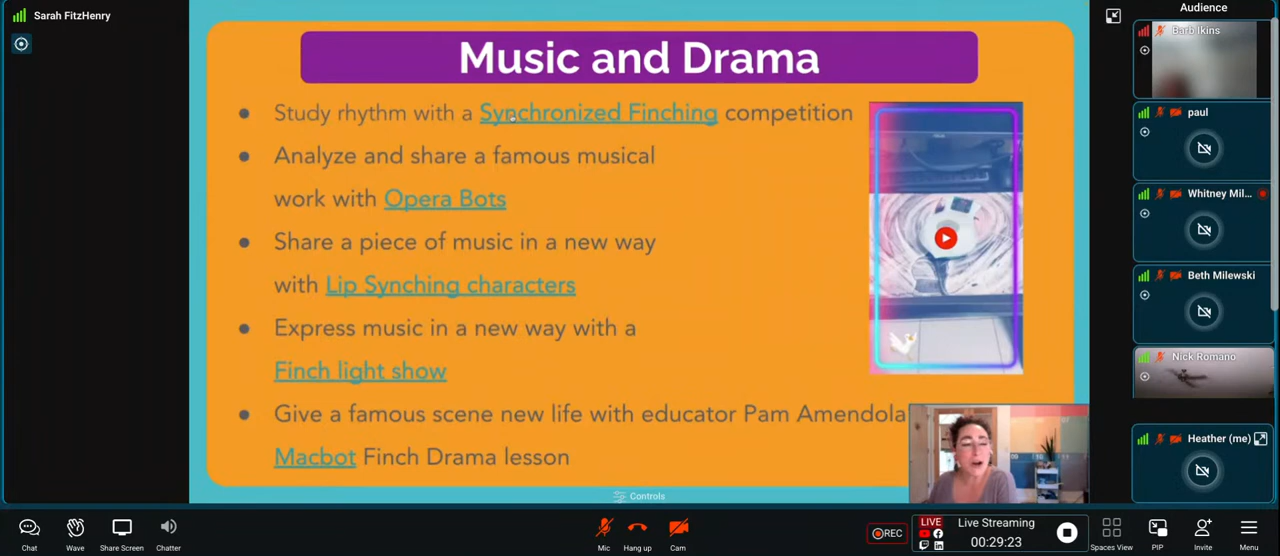 Sarah FitzHenry
Music and Drama
Study rhythm with a Synchronized Finching competition
Analyze and share a famous musical
work with Opera Bots
Share a piece of music in a new way
with Lip Synching characters
Express music in a new way with a
Finch light show
Give a famous scene new life with educator Pam Amendola
Macbot Finch Drama lesson
Controls
Audience
Barb Ikins
paul
Whitney Mil...
Beth Milewski
Nick Romano
Heather (me)
Chat
Wave
Share Screen
Chatter
Mic
Hang up
Cam
REC
LIVE
Live Streaming
00:29:23
Spaces View
PIP
Invite
Menu